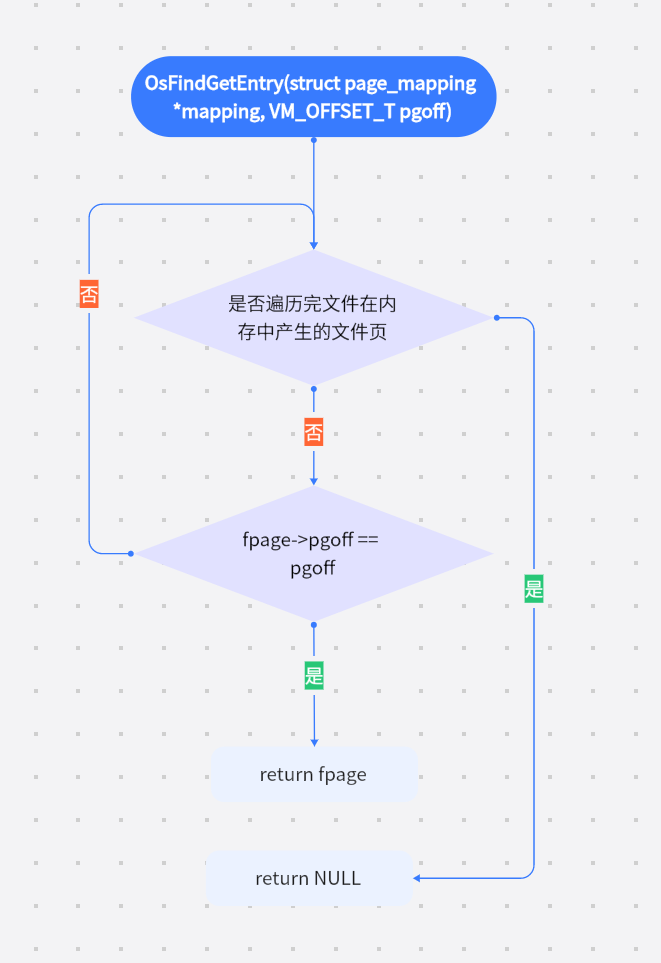 OsFindGetEntry(struct page_mapping
*mapping, VM_OFFSET_T pgoff)
否
是否遍历完文件在内
存中产生的文件页
否
fpage->pgoff ==
pgoff
是
是
return fpage
return NULL